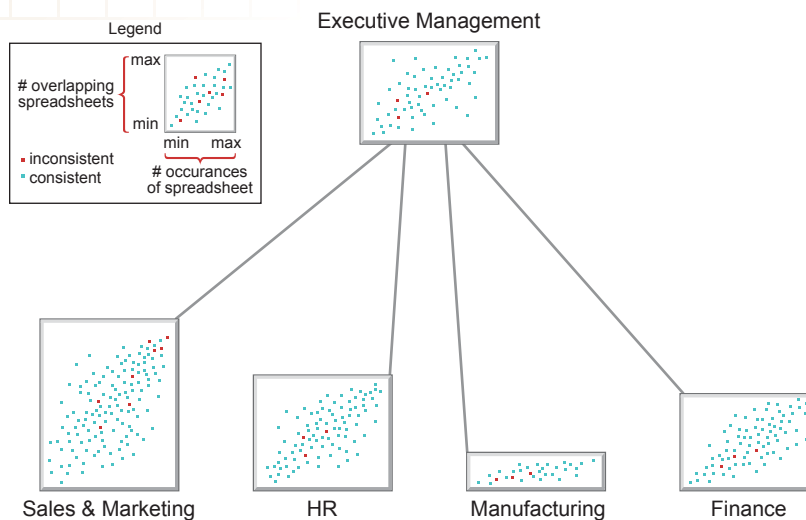 Executive Management
Legend
max
# overlapping
spreadsheets
min
min max
inconsistent
consistent
# occurances
of spreadsheet
Sales & Marketing
HR
Manufacturing
Finance